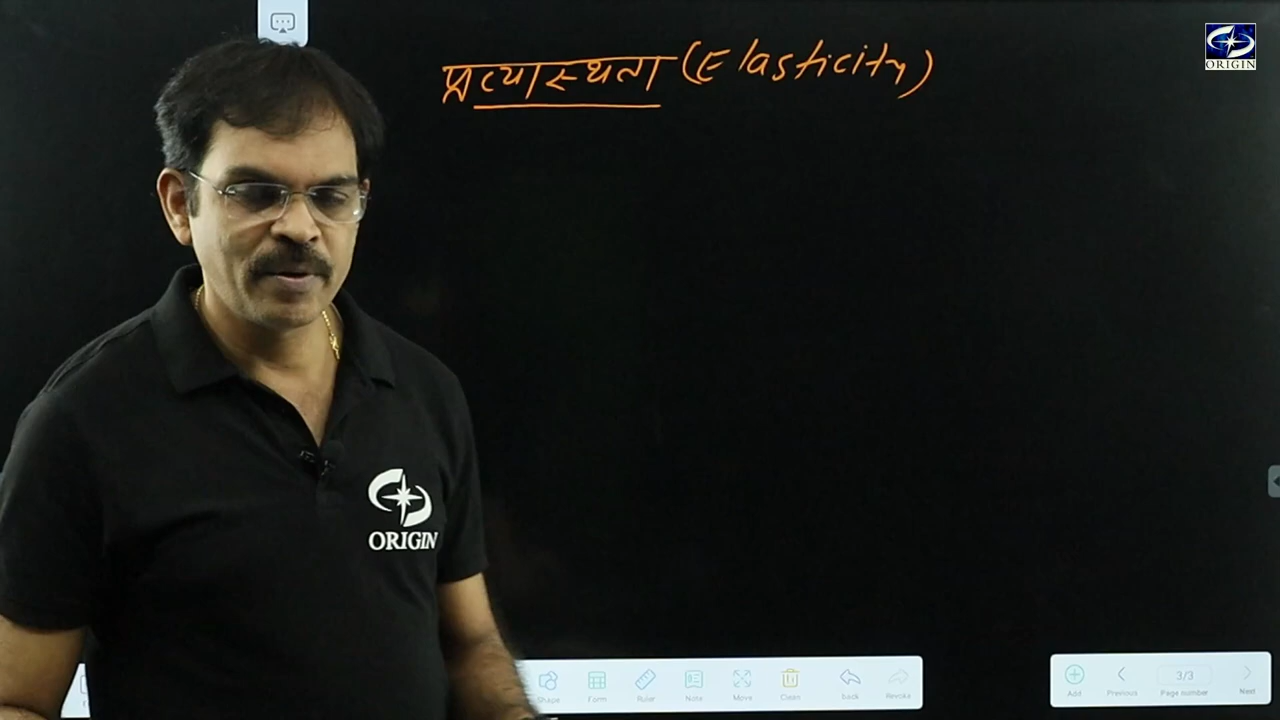 प्रत्यास्थता (Elasticity)
ORIGIN
ORIGIN
Shape Form Ruler Note Move Clean back Revoke
Add Previous 3/3 Page number Next